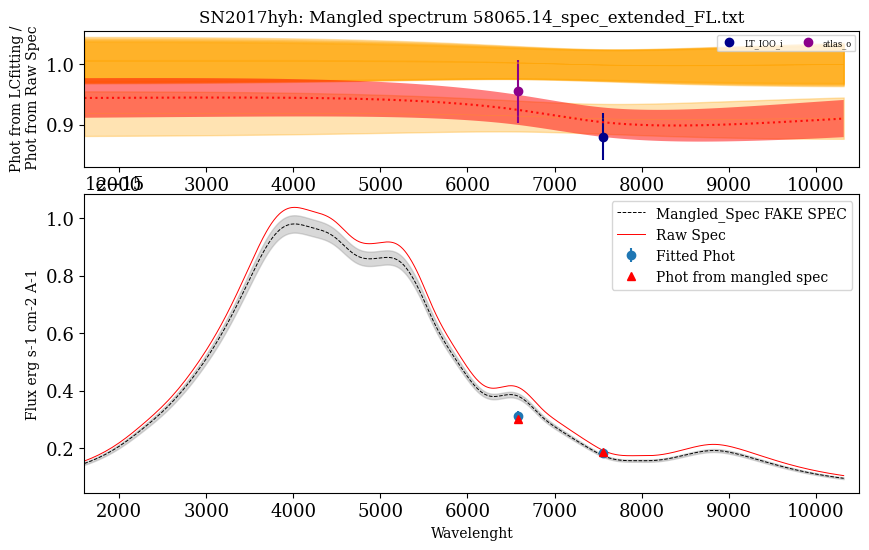 SN2017hyh: Mangled spectrum 58065.14_spec_extended_FL.txt
Phot from LCfitting /
Phot from Raw Spec
1.0
0.9
LT_IOO_i
atlas_o
2000 3000 4000 5000 6000 7000 8000 9000 10000
1e−15
Flux erg s-1 cm-2 A-1
1.0
0.8
0.6
0.4
0.2
Mangled_Spec FAKE SPEC
Raw Spec
Fitted Phot
Phot from mangled spec
2000 3000 4000 5000 6000 7000 8000 9000 10000
Wavelenght